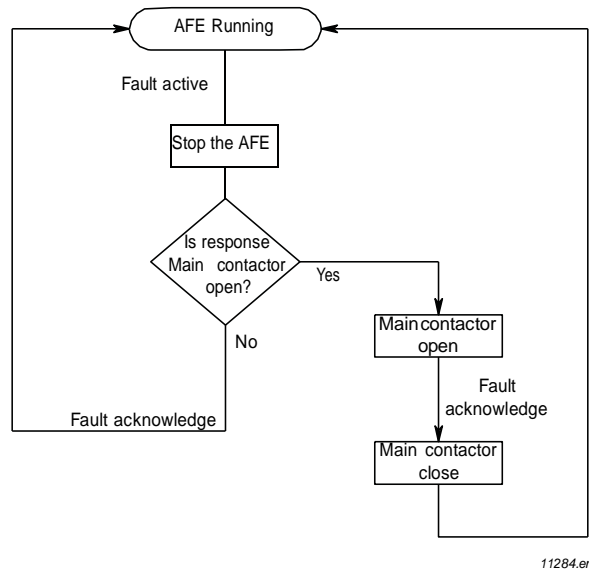 AFE Running
Fault active
Stop the AFE
Is response
Main contactor
open?
Yes
No
Main contactor
open
Fault
acknowledge
Fault acknowledge
Main contactor
close
11284.er